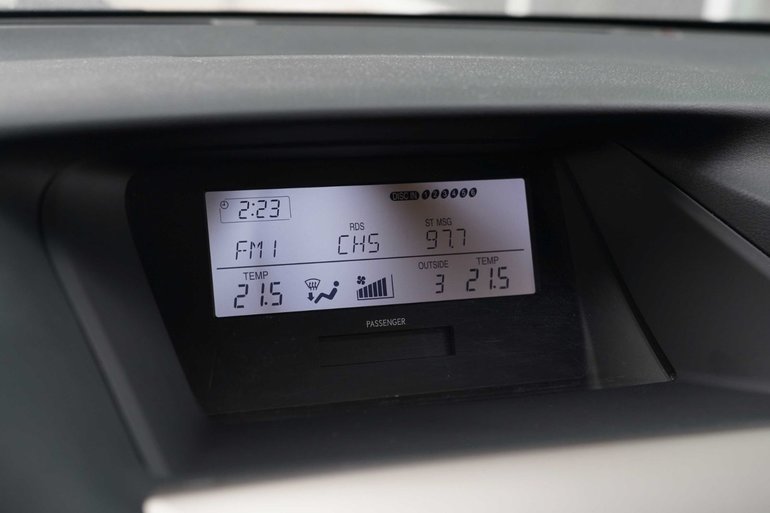 DISC IN 1 2 3 4 5 6
2:23
RDS ST MSG
FM1 CHS 97.7
TEMP OUTSIDE TEMP
21.5 3 21.5
PASSENGER